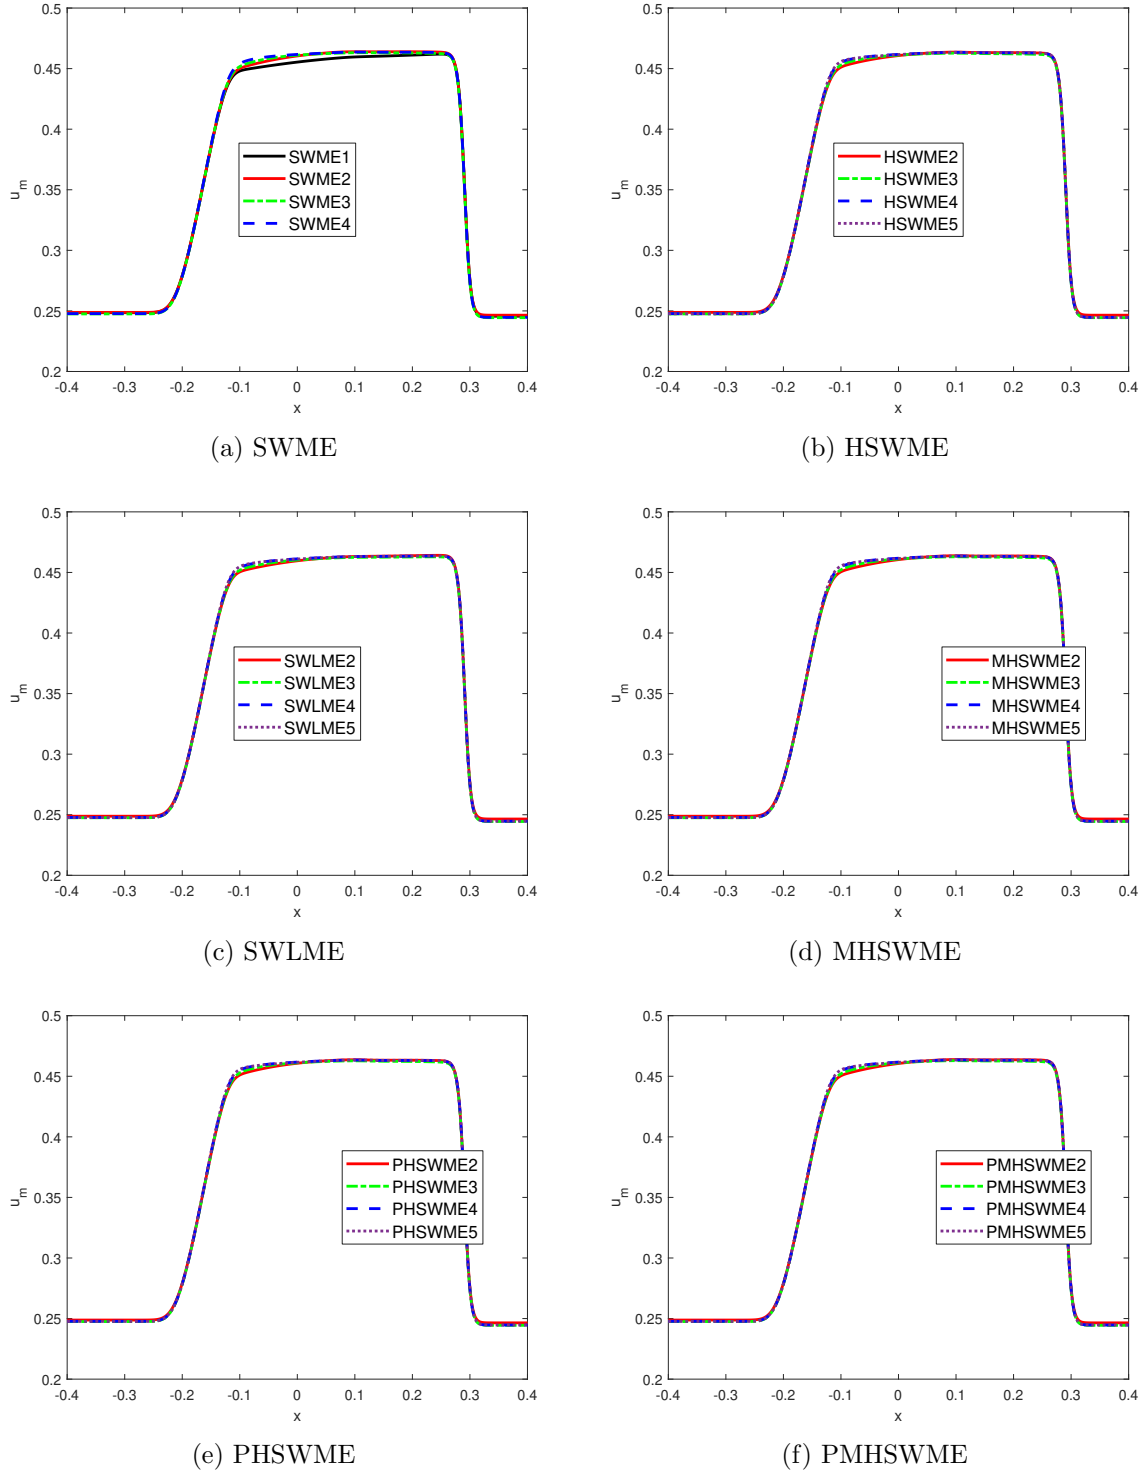 0.5
0.45
0.4
0.35
0.3
0.25
0.2
u_m
-0.4 -0.3 -0.2 -0.1 0 0.1 0.2 0.3 0.4
x
SWME1
SWME2
SWME3
SWME4
(a) SWME
0.5
0.45
0.4
0.35
0.3
0.25
0.2
u_m
-0.4 -0.3 -0.2 -0.1 0 0.1 0.2 0.3 0.4
x
HSWME2
HSWME3
HSWME4
HSWME5
(b) HSWME
0.5
0.45
0.4
0.35
0.3
0.25
0.2
u_m
-0.4 -0.3 -0.2 -0.1 0 0.1 0.2 0.3 0.4
x
SWLME2
SWLME3
SWLME4
SWLME5
(c) SWLME
0.5
0.45
0.4
0.35
0.3
0.25
0.2
u_m
-0.4 -0.3 -0.2 -0.1 0 0.1 0.2 0.3 0.4
x
MHSWME2
MHSWME3
MHSWME4
MHSWME5
(d) MHSWME
0.5
0.45
0.4
0.35
0.3
0.25
0.2
u_m
-0.4 -0.3 -0.2 -0.1 0 0.1 0.2 0.3 0.4
x
PHSWME2
PHSWME3
PHSWME4
PHSWME5
(e) PHSWME
0.5
0.45
0.4
0.35
0.3
0.25
0.2
u_m
-0.4 -0.3 -0.2 -0.1 0 0.1 0.2 0.3 0.4
x
PMHSWME2
PMHSWME3
PMHSWME4
PMHSWME5
(f) PMHSWME